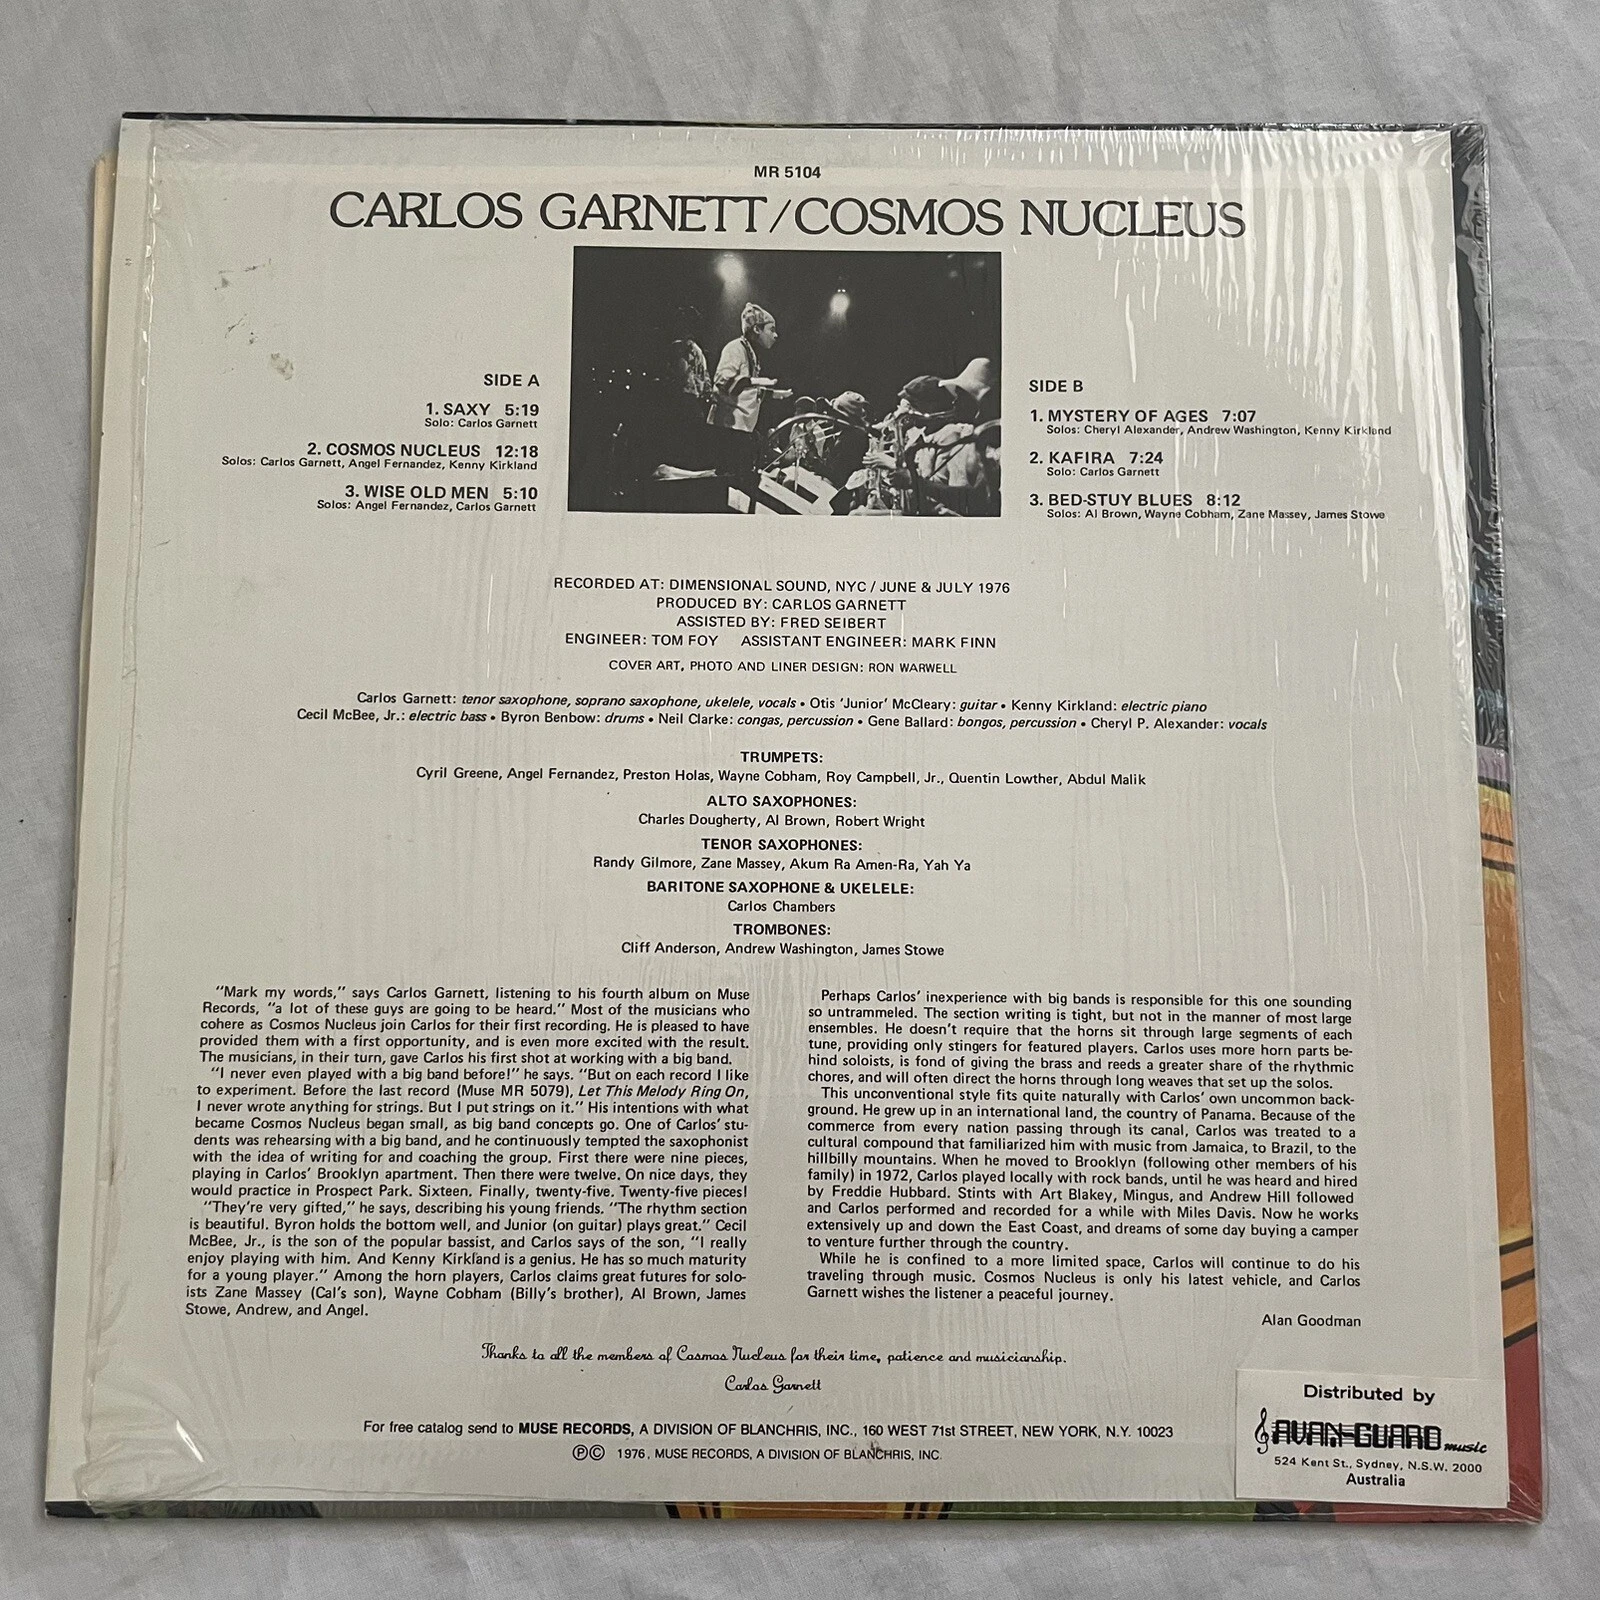 MR 5104
CARLOS GARNETT/COSMOS NUCLEUS
SIDE A
1. SAXY 5:19
Solo: Carlos Garnett
2. COSMOS NUCLEUS 12:18
Solos: Carlos Garnett, Angel Fernandez, Kenny Kirkland
3. WISE OLD MEN 5:10
Solos: Angel Fernandez, Carlos Garnett
SIDE B
1. MYSTERY OF AGES 7:07
Solos: Cheryl Alexander, Andrew Washington, Kenny Kirkland
2. KAFIRA 7:24
Solo: Carlos Garnett
3. BED-STUY BLUES 8:12
Solos: Al Brown, Wayne Cobham, Zane Massey, James Stowe
RECORDED AT: DIMENSIONAL SOUND, NYC / JUNE & JULY 1976
PRODUCED BY: CARLOS GARNETT
ASSISTED BY: FRED SEIBERT
ENGINEER: TOM FOY ASSISTANT ENGINEER: MARK FINN
COVER ART, PHOTO AND LINER DESIGN: RON WARWELL
Carlos Garnett: tenor saxophone, soprano saxophone, ukelele, vocals • Otis 'Junior' McCleary: guitar • Kenny Kirkland: electric piano
Cecil McBee, Jr.: electric bass • Byron Benbow: drums • Neil Clarke: congas, percussion • Gene Ballard: bongos, percussion • Cheryl P. Alexander: vocals
TRUMPETS:
Cyril Greene, Angel Fernandez, Preston Holas, Wayne Cobham, Roy Campbell, Jr., Quentin Lowther, Abdul Malik
ALTO SAXOPHONES:
Charles Dougherty, Al Brown, Robert Wright
TENOR SAXOPHONES:
Randy Gilmore, Zane Massey, Akum Ra Amen-Ra, Yah Ya
BARITONE SAXOPHONE & UKELELE:
Carlos Chambers
TROMBONES:
Cliff Anderson, Andrew Washington, James Stowe
"Mark my words," says Carlos Garnett, listening to his fourth album on Muse
Records, "a lot of these guys are going to be heard." Most of the musicians who
cohere as Cosmos Nucleus join Carlos for their first recording. He is pleased to have
provided them with a first opportunity, and is even more excited with the result.
The musicians, in their turn, gave Carlos his first shot at working with a big band.
"I never even played with a big band before!" he says. "But on each record I like
to experiment. Before the last record (Muse MR 5079), Let This Melody Ring On,
I never wrote anything for strings. But I put strings on it." His intentions with what
became Cosmos Nucleus began small, as big band concepts go. One of Carlos' stu-
dents was rehearsing with a big band, and he continuously tempted the saxophonist
with the idea of writing for and coaching the group. First there were nine pieces,
playing in Carlos' Brooklyn apartment. Then there were twelve. On nice days, they
would practice in Prospect Park. Sixteen. Finally, twenty-five. Twenty-five pieces!
"They're very gifted," he says, describing his young friends. "The rhythm section
is beautiful. Byron holds the bottom well, and Junior (on guitar) plays great." Cecil
McBee, Jr., is the son of the popular bassist, and Carlos says of the son, "I really
enjoy playing with him. And Kenny Kirkland is a genius. He has so much maturity
for a young player." Among the horn players, Carlos claims great futures for solo-
ists Zane Massey (Cal's son), Wayne Cobham (Billy's brother), Al Brown, James
Stowe, Andrew, and Angel.
Perhaps Carlos' inexperience with big bands is responsible for this one sounding
so untrammeled. The section writing is tight, but not in the manner of most large
ensembles. He doesn't require that the horns sit through large segments of each
tune, providing only stingers for featured players. Carlos uses more horn parts be-
hind soloists, is fond of giving the brass and reeds a greater share of the rhythmic
chores, and will often direct the horns through long weaves that set up the solos.
This unconventional style fits quite naturally with Carlos' own uncommon back-
ground. He grew up in an international land, the country of Panama. Because of the
commerce from every nation passing through its canal, Carlos was treated to a
cultural compound that familiarized him with music from Jamaica, to Brazil, to the
hillbilly mountains. When he moved to Brooklyn (following other members of his
family) in 1972, Carlos played locally with rock bands, until he was heard and hired
by Freddie Hubbard. Stints with Art Blakey, Mingus, and Andrew Hill followed
and Carlos performed and recorded for a while with Miles Davis. Now he works
extensively up and down the East Coast, and dreams of some day buying a camper
to venture further through the country.
While he is confined to a more limited space, Carlos will continue to do his
traveling through music. Cosmos Nucleus is only his latest vehicle, and Carlos
Garnett wishes the listener a peaceful journey.
Alan Goodman
Thanks to all the members of Cosmos Nucleus for their time, patience and musicianship.
Carlos Garnett
For free catalog send to MUSE RECORDS, A DIVISION OF BLANCHRIS, INC., 160 WEST 71st STREET, NEW YORK, N.Y. 10023
Ⓟ© 1976, MUSE RECORDS, A DIVISION OF BLANCHRIS, INC.
Distributed by
AVAN-GUARD music
524 Kent St., Sydney, N.S.W. 2000
Australia